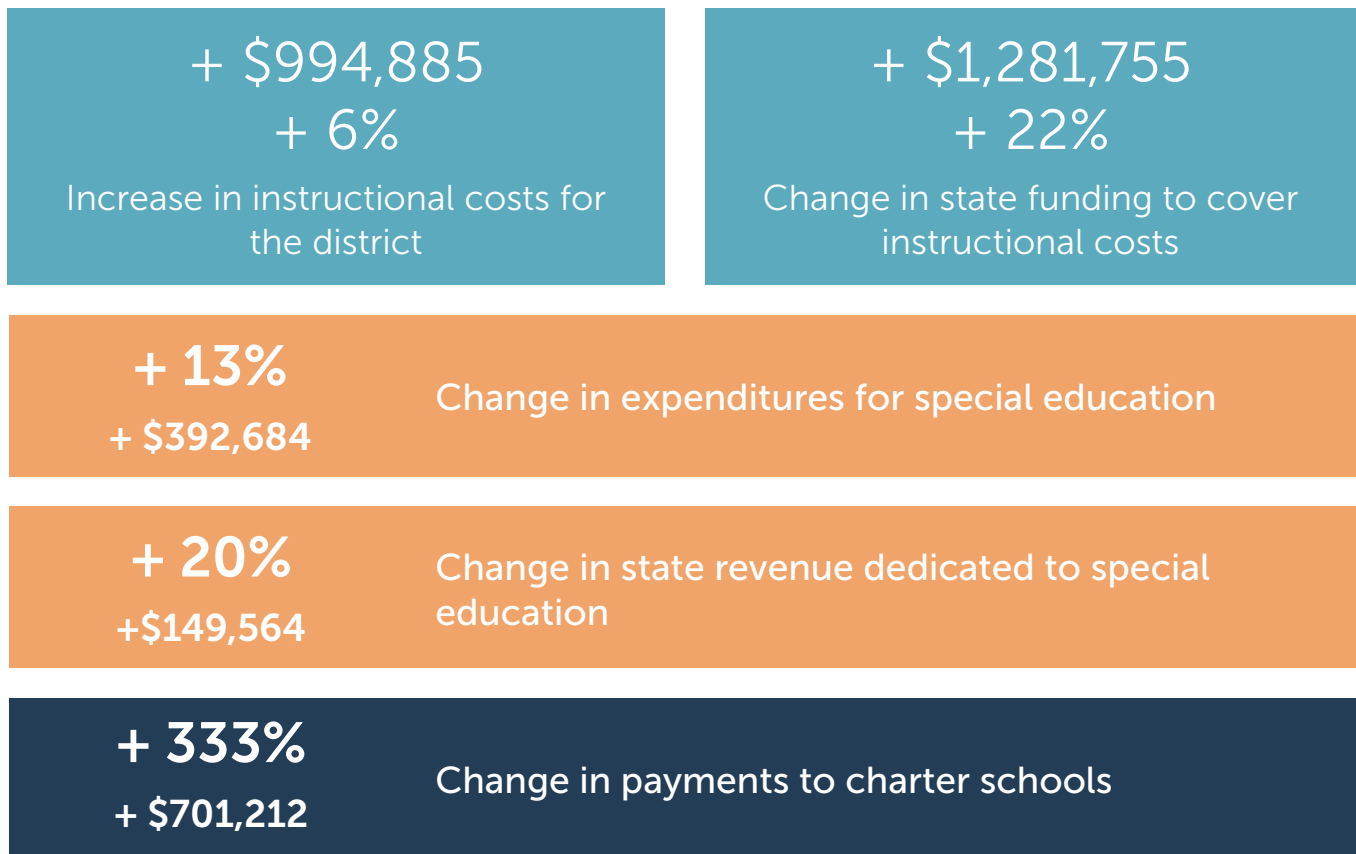 + $994,885
+ 6%
Increase in instructional costs for
the district
+ $1,281,755
+ 22%
Change in state funding to cover
instructional costs
+ 13%
+ $392,684
Change in expenditures for special education
+ 20%
+$149,564
Change in state revenue dedicated to special
education
+ 333%
+ $701,212
Change in payments to charter schools